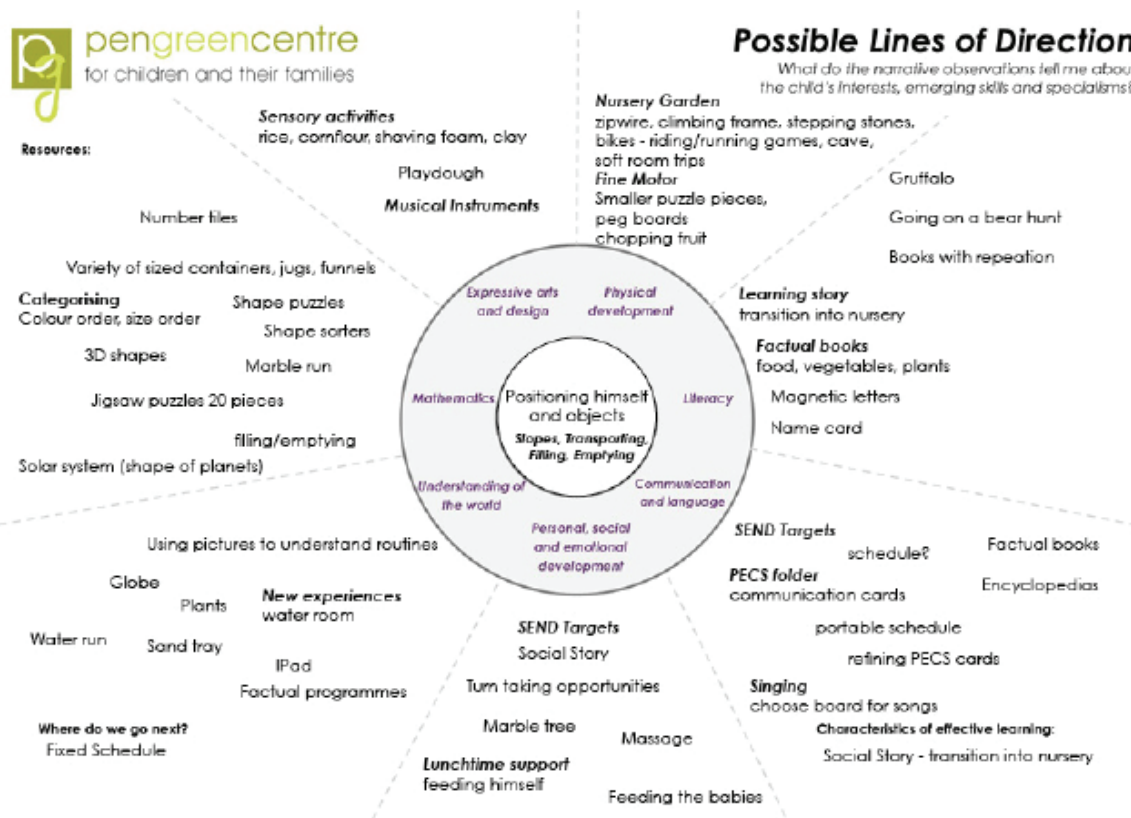 pengreencentre
for children and their families
Possible Lines of Direction
What do the narrative observations tell me abou
the child's interests, emerging skills and specialisms?
Resources:
Sensory activities
rice, cornflour, shaving foam, clay
Playdough
Musical Instruments
Nursery Garden
zipwire, climbing frame, stepping stones,
bikes - riding/running games, cave,
soft room trips
Fine Motor
Smaller puzzle pieces,
peg boards
chopping fruit
Gruffalo
Going on a bear hunt
Books with repeation
Learning story
transition into nursery
Factual books
food, vegetables, plants
Magnetic letters
Name card
Number tiles
Variety of sized containers, jugs, funnels
Categorising
Colour order, size order
Shape puzzles
Shape sorters
3D shapes
Marble run
Jigsaw puzzles 20 pieces
filling/emptying
Solar system (shape of planets)
Expressive arts
and design
Physical
development
Mathematics
Literacy
Understanding of
the world
Communication
and language
Personal, social
and emotional
development
Positioning himself
and objects
Slopes, Transporting,
Filling, Emptying
Using pictures to understand routines
Globe
Plants
New experiences
water room
Water run
Sand tray
IPad
Factual programmes
Where do we go next?
Fixed Schedule
SEND Targets
Social Story
Turn taking opportunities
Marble tree
Massage
Lunchtime support
feeding himself
Feeding the babies
SEND Targets
schedule?
Factual books
PECS folder
communication cards
Encyclopedias
portable schedule
refining PECS cards
Singing
choose board for songs
Characteristics of effective learning:
Social Story - transition into nursery